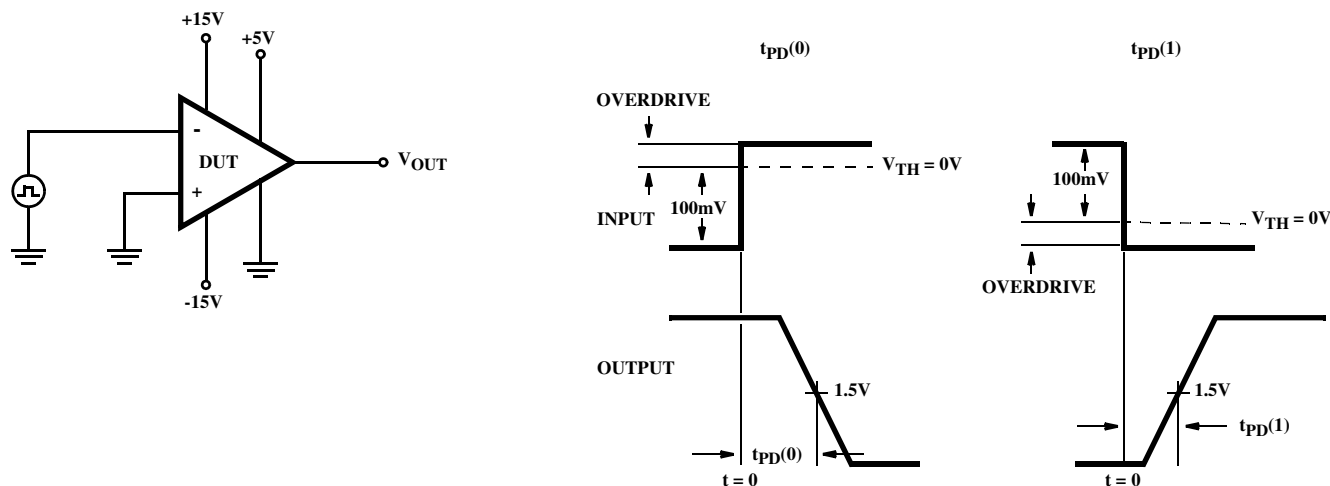 +15V
+5V
-
DUT
+
V_OUT
-15V
t_PD(0)
OVERDRIVE
V_TH = 0V
100mV
INPUT
OUTPUT
1.5V
t_PD(0)
t = 0
t_PD(1)
100mV
V_TH = 0V
OVERDRIVE
1.5V
t_PD(1)
t = 0